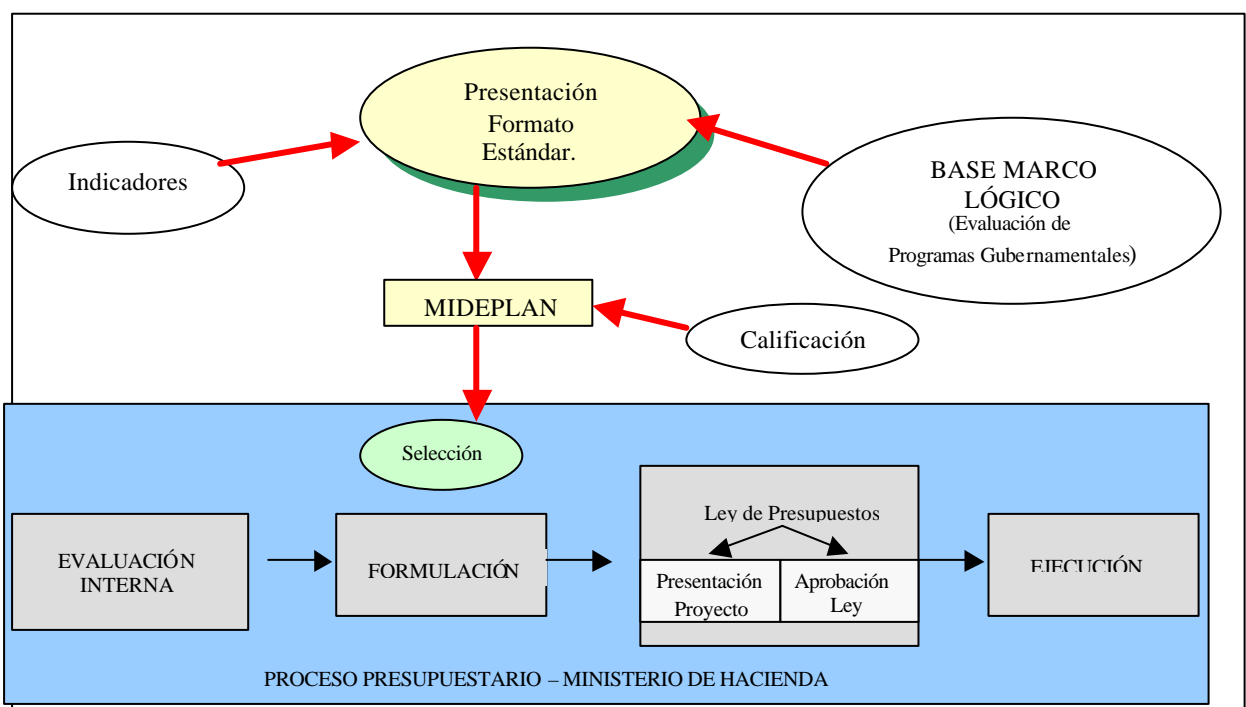 Presentación
Formato
Estándar.
Indicadores
BASE MARCO
LÓGICO
(Evaluación de
Programas Gubernamentales)
MIDEPLAN
Calificación
Selección
EVALUACIÓN
INTERNA
FORMULACIÓN
Ley de Presupuestos
Presentación
Proyecto
Aprobación
Ley
EJECUCIÓN
PROCESO PRESUPUESTARIO – MINISTERIO DE HACIENDA